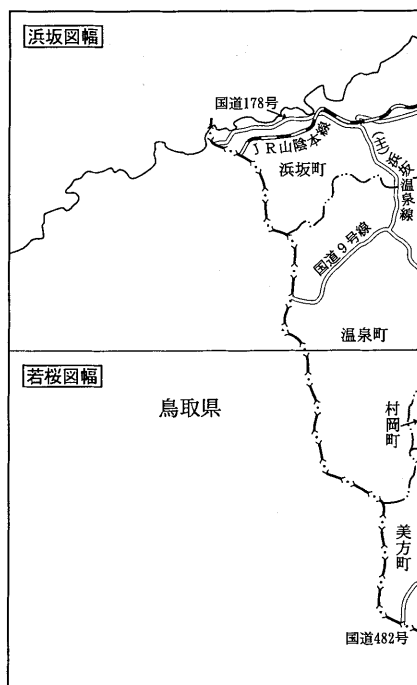 浜坂図幅
国道178号
JR山陰本線
浜坂町
(主)浜坂温泉線
国道9号線
温泉町
若桜図幅
鳥取県
村岡町
美方町
国道482号